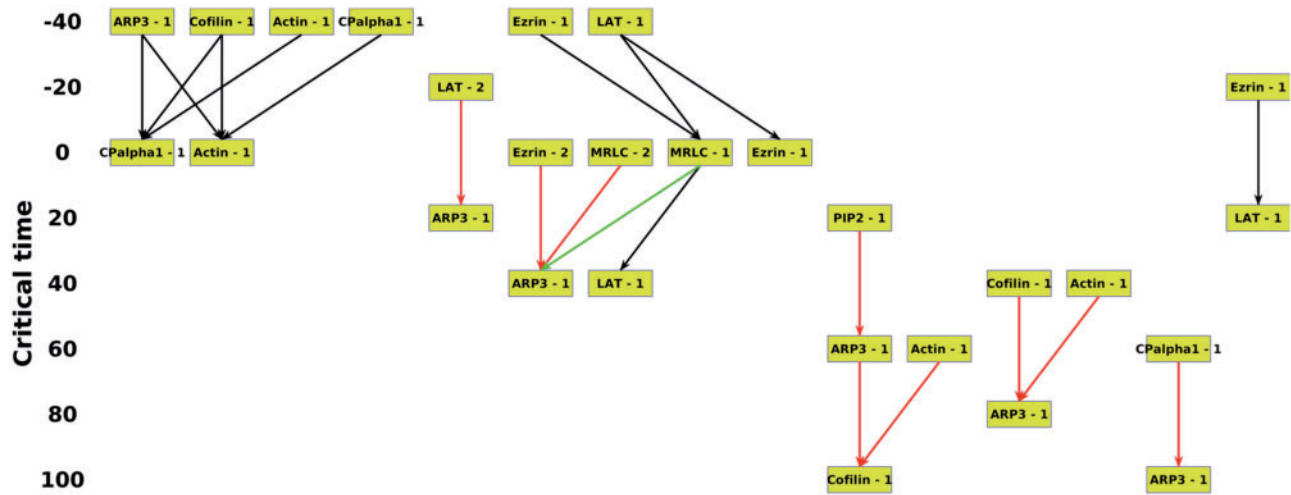 -40 ARP3 - 1 Cofilin - 1 Actin - 1 CPalpha1 - 1 Ezrin - 1 LAT - 1
-20 LAT - 2 Ezrin - 1
0 CPalpha1 - 1 Actin - 1 Ezrin - 2 MRLC - 2 MRLC - 1 Ezrin - 1
20 ARP3 - 1 PIP2 - 1 LAT - 1
40 ARP3 - 1 LAT - 1 Cofilin - 1 Actin - 1
60 ARP3 - 1 Actin - 1 CPalpha1 - 1
80 ARP3 - 1
100 Cofilin - 1 ARP3 - 1
Critical time